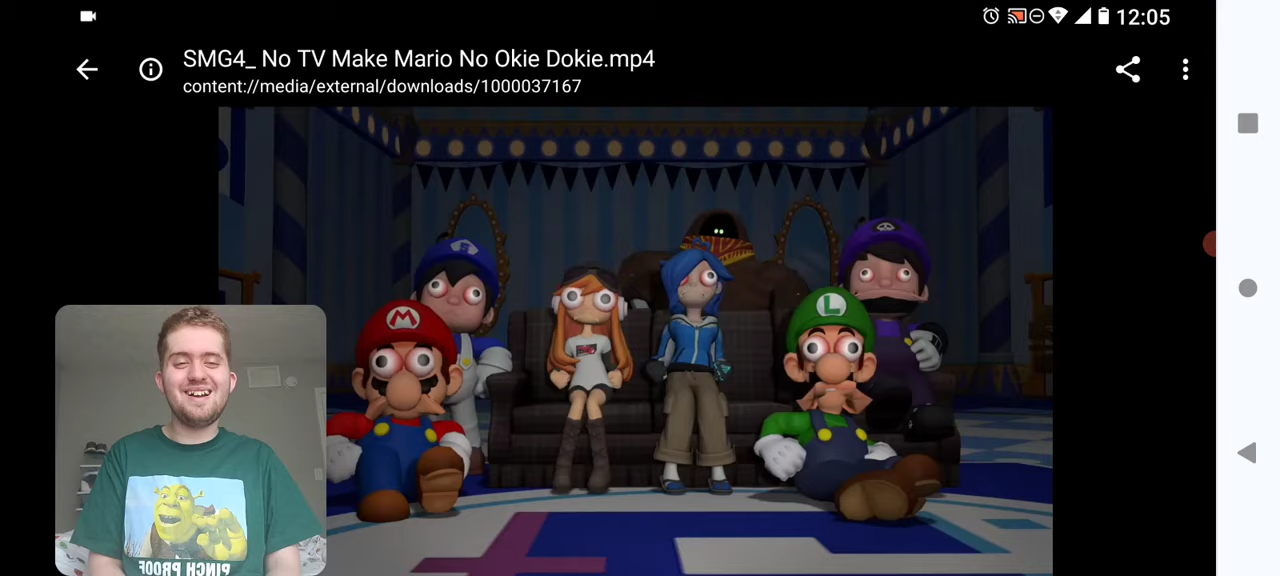 12:05
SMG4_ No TV Make Mario No Okie Dokie.mp4
content://media/external/downloads/1000037167
M
L
PINCH PROOF